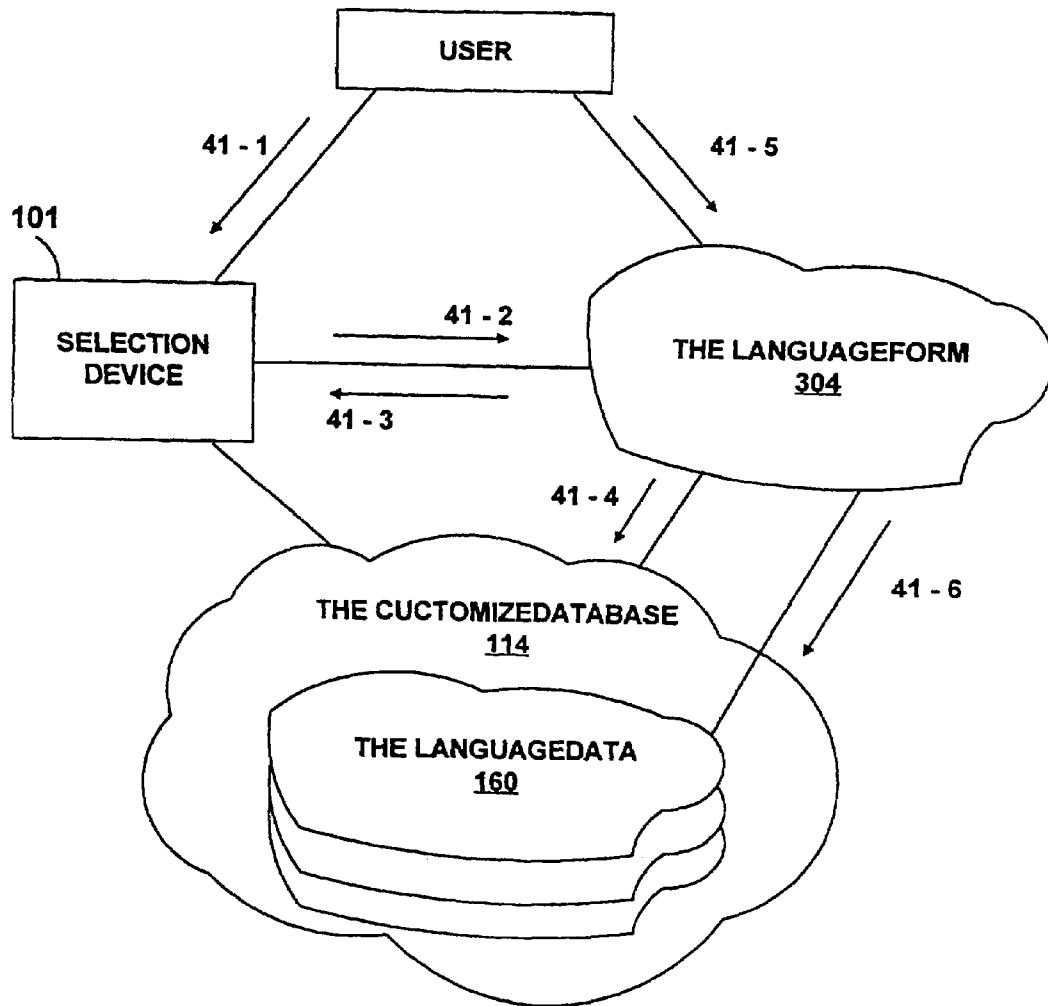 USER
41 - 1
41 - 5
101
SELECTION
DEVICE
41 - 2
41 - 3
THE LANGUAGEFORM
304
41 - 4
41 - 6
THE CUCTOMIZEDATABASE
114
THE LANGUAGEDATA
160